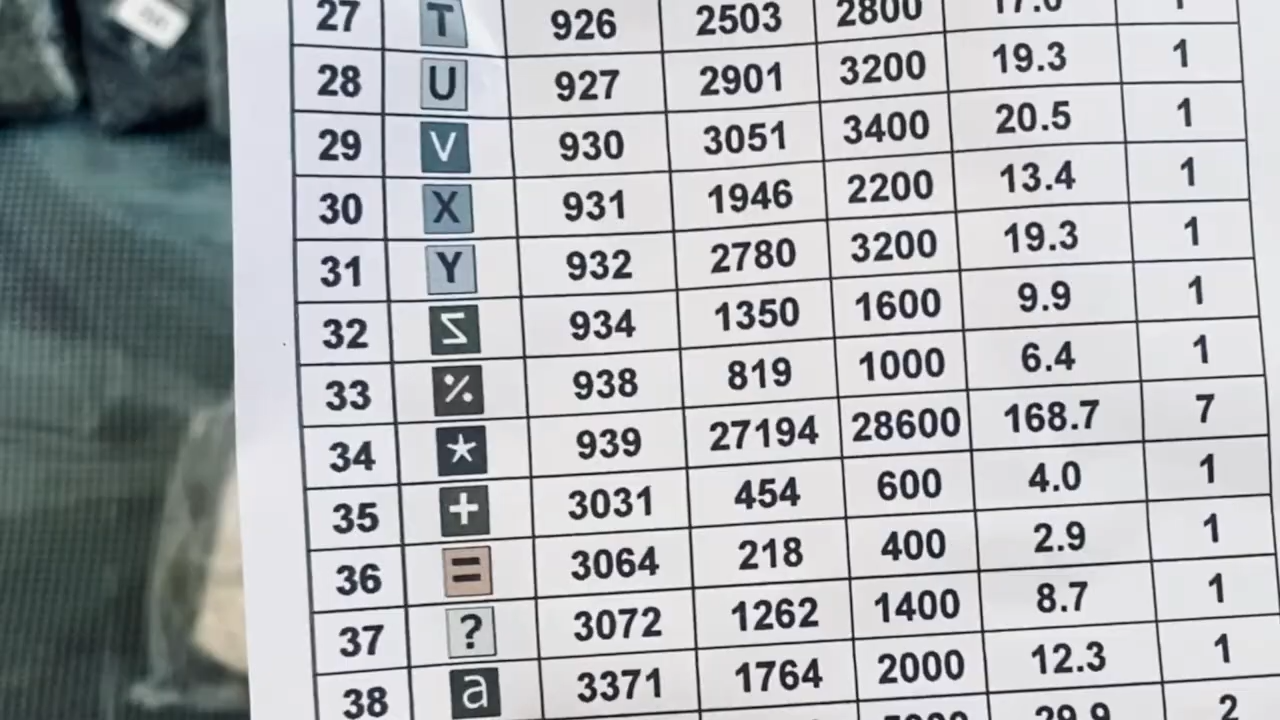 27 T 926 2503 2800 17.0 1
28 U 927 2901 3200 19.3 1
29 V 930 3051 3400 20.5 1
30 X 931 1946 2200 13.4 1
31 Y 932 2780 3200 19.3 1
32 Z 934 1350 1600 9.9 1
33 % 938 819 1000 6.4 1
34 * 939 27194 28600 168.7 7
35 + 3031 454 600 4.0 1
36 = 3064 218 400 2.9 1
37 ? 3072 1262 1400 8.7 1
38 a 3371 1764 2000 12.3 1
29.9 2